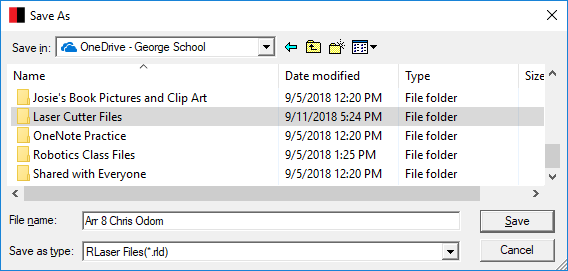 Save As
Save in: OneDrive - George School
Name Date modified Type Size
Josie's Book Pictures and Clip Art 9/5/2018 12:20 PM File folder
Laser Cutter Files 9/11/2018 5:24 PM File folder
OneNote Practice 9/5/2018 12:20 PM File folder
Robotics Class Files 9/5/2018 1:25 PM File folder
Shared with Everyone 9/5/2018 12:20 PM File folder
File name: Arr 8 Chris Odom Save
Save as type: RLaser Files(*.rld) Cancel